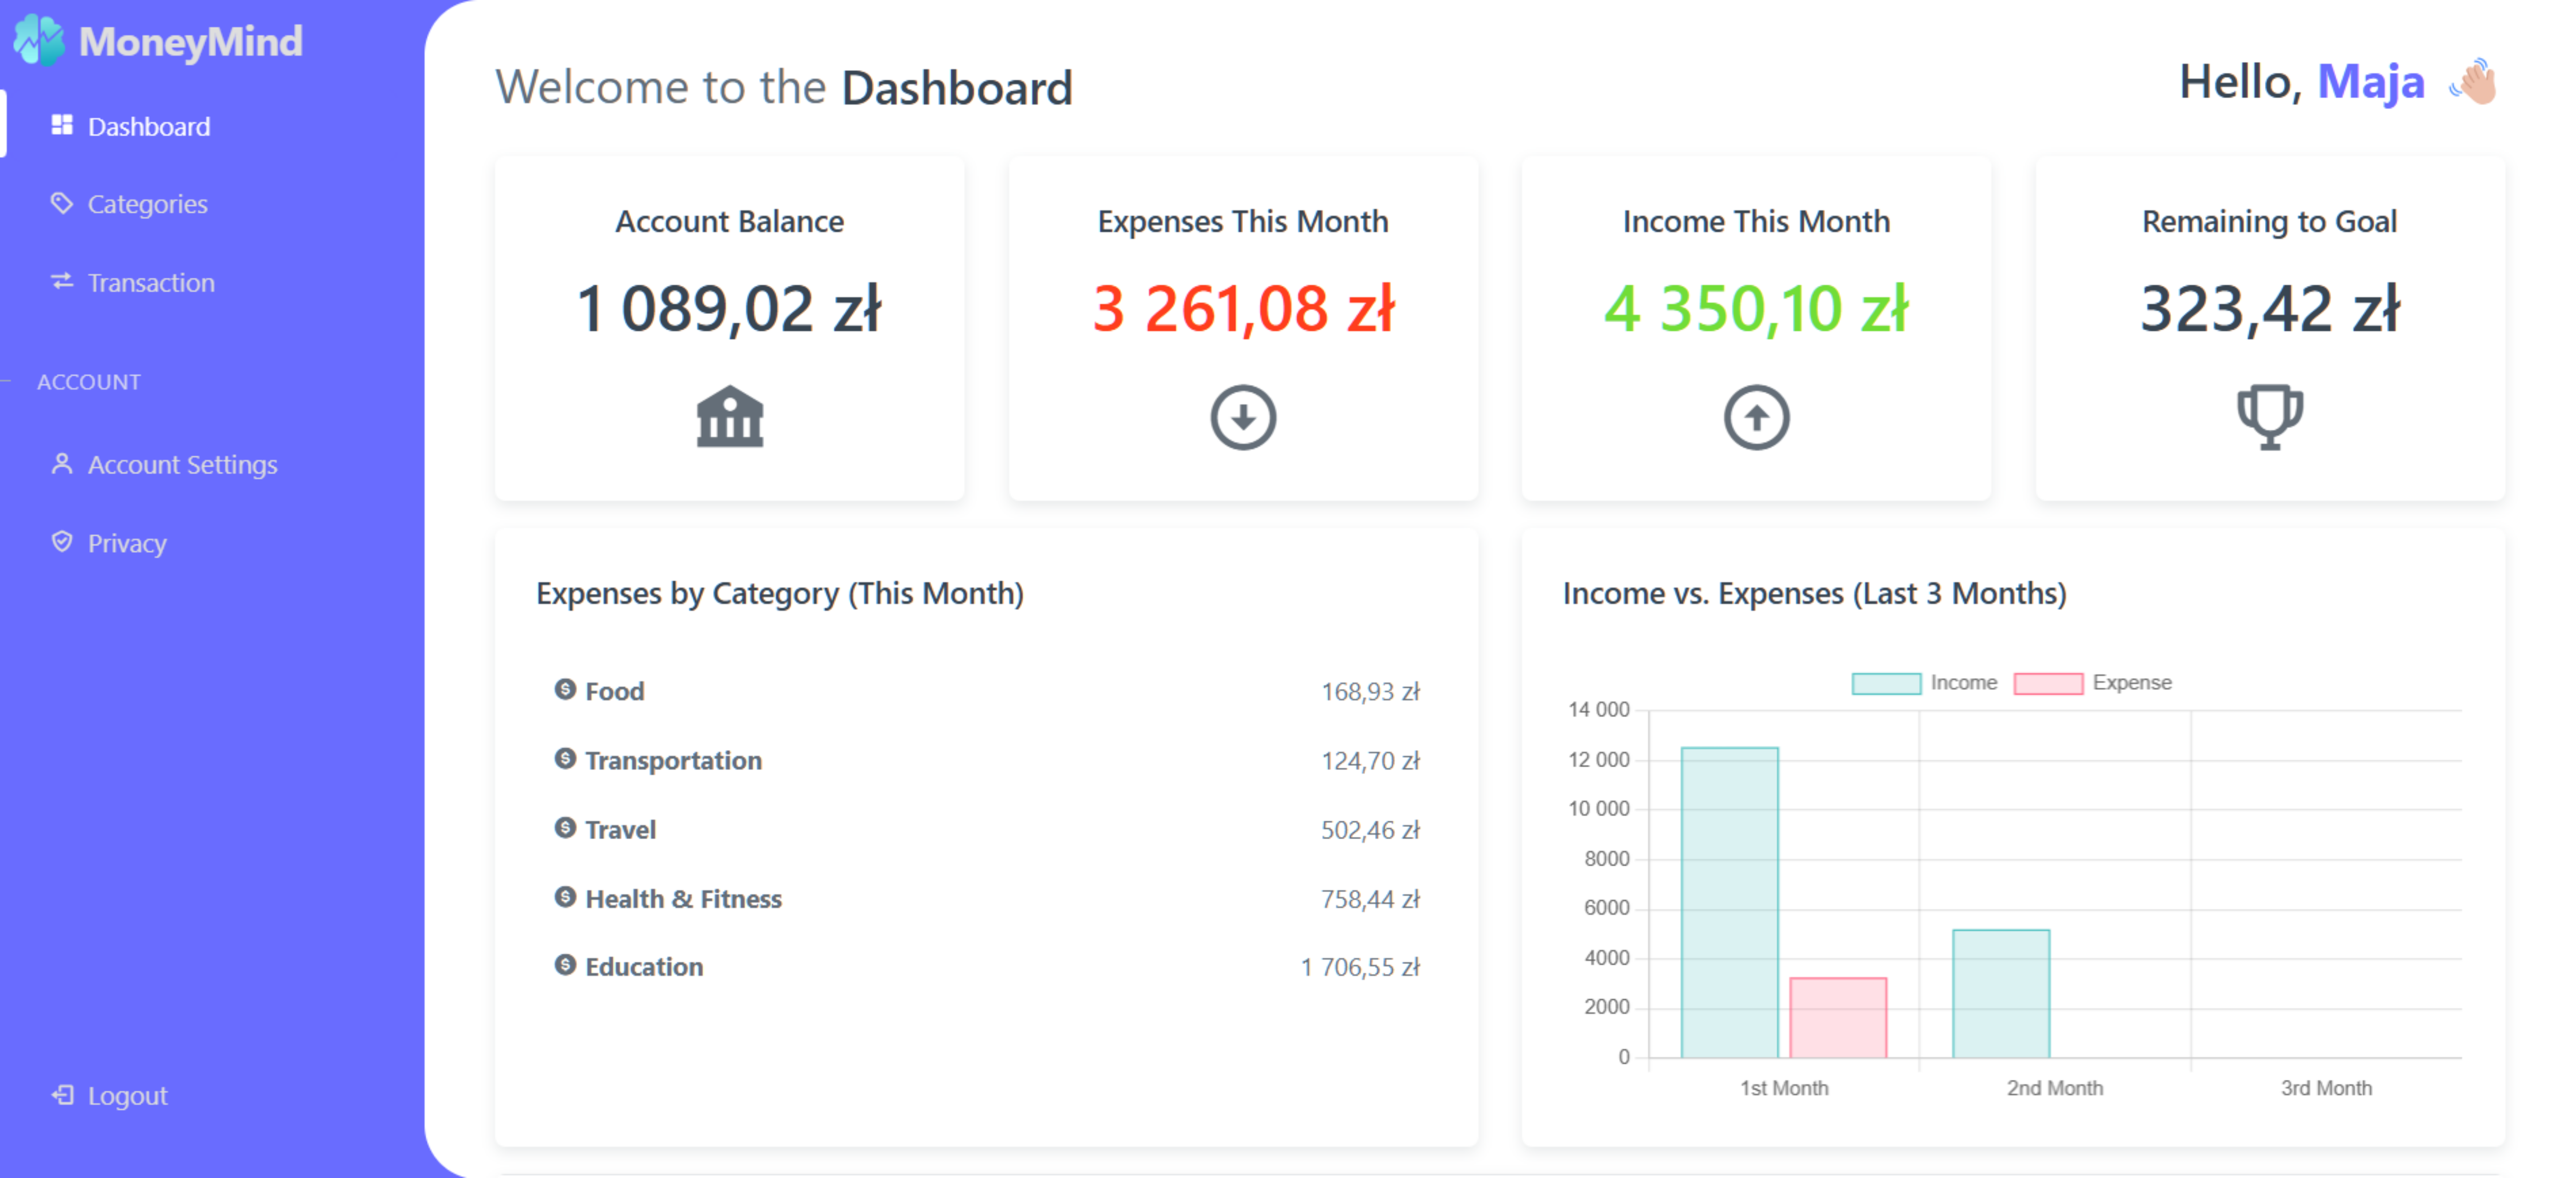 MoneyMind
Dashboard
Categories
Transaction
ACCOUNT
Account Settings
Privacy
Logout
Welcome to the Dashboard
Hello, Maja
Account Balance
1 089,02 zł
Expenses This Month
3 261,08 zł
Income This Month
4 350,10 zł
Remaining to Goal
323,42 zł
Expenses by Category (This Month)
Food 168,93 zł
Transportation 124,70 zł
Travel 502,46 zł
Health & Fitness 758,44 zł
Education 1 706,55 zł
Income vs. Expenses (Last 3 Months)
Income Expense
14 000
12 000
10 000
8000
6000
4000
2000
0
1st Month 2nd Month 3rd Month